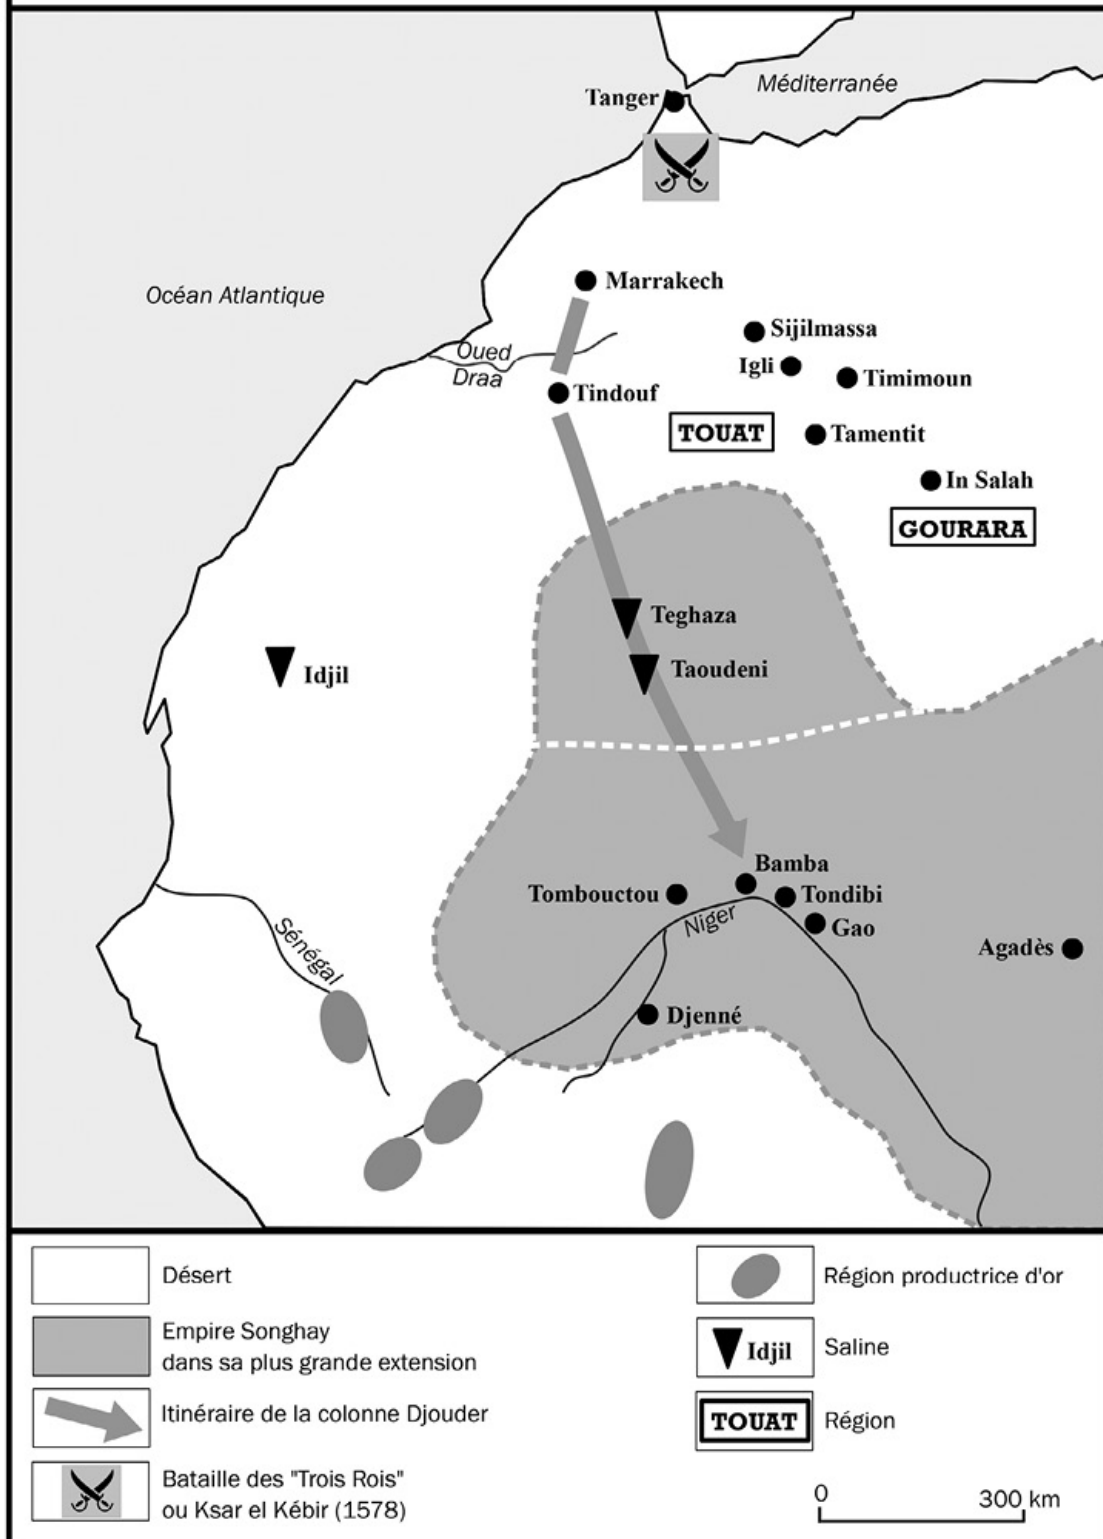 Méditerranée
Tanger
Océan Atlantique
Marrakech
Sijilmassa
Oued
Draa
Igli
Timimoun
Tindouf
TOUAT
Tamentit
In Salah
GOURARA
Teghaza
Taoudeni
Idjil
Bamba
Tombouctou
Tondibi
Niger
Gao
Sénégal
Agadès
Djenné
Désert
Empire Songhay
dans sa plus grande extension
Itinéraire de la colonne Djouder
Bataille des "Trois Rois"
ou Ksar el Kébir (1578)
Région productrice d'or
Idjil
Saline
TOUAT
Région
0
300 km